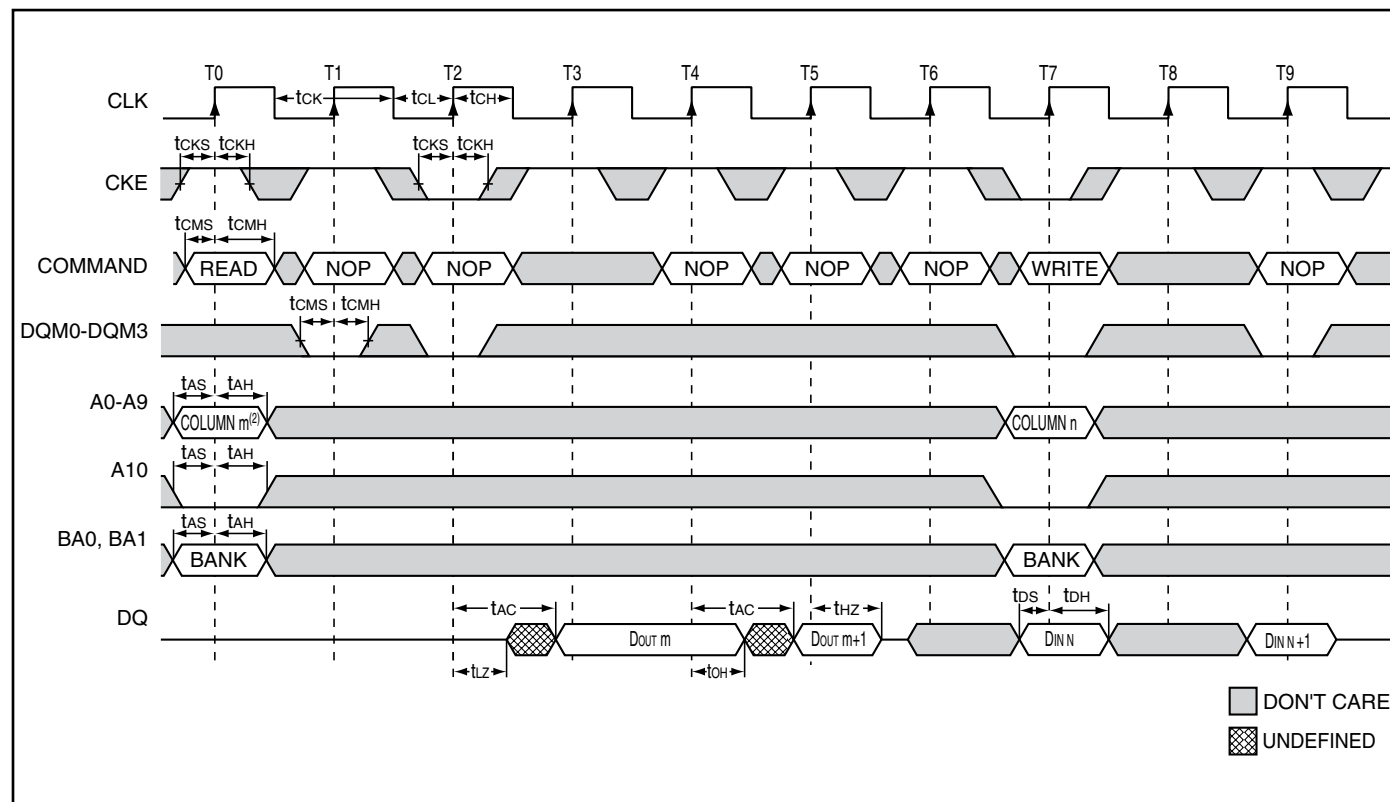 T0 T1 T2 T3 T4 T5 T6 T7 T8 T9
CLK tCK tCL tCH
tCKS tCKH tCKS tCKH
CKE
tCMS tCMH
COMMAND READ NOP NOP NOP NOP NOP WRITE NOP
tCMS tCMH
DQM0-DQM3
tAS tAH
A0-A9 COLUMN m(2) COLUMN n
tAS tAH
A10
tAS tAH
BA0, BA1 BANK BANK
tAC tAC tHZ tDS tDH
DQ DOUT m DOUT m+1 DIN N DIN N+1
tLZ tOH
DON'T CARE
UNDEFINED